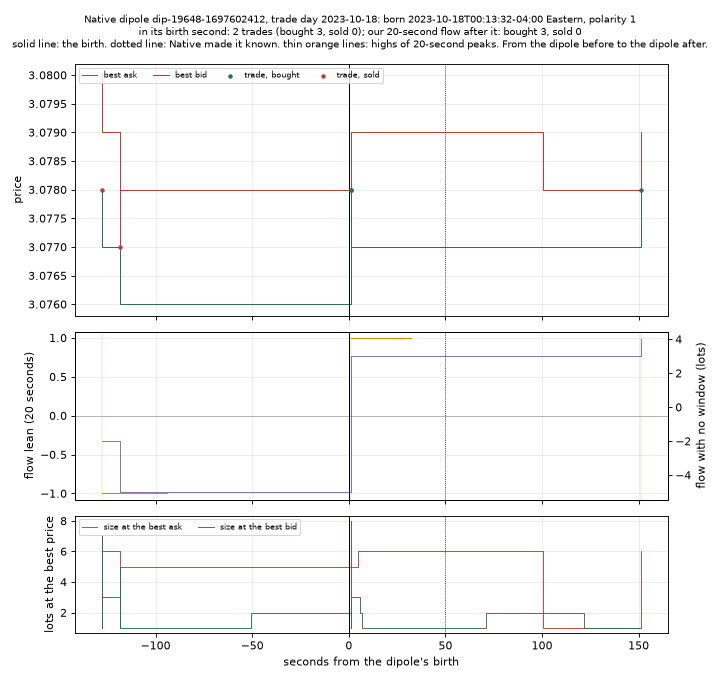 Native dipole dip-19648-1697602412, trade day 2023-10-18: born 2023-10-18T00:13:32-04:00 Eastern, polarity 1
in its birth second: 2 trades (bought 3, sold 0); our 20-second flow after it: bought 3, sold 0
solid line: the birth. dotted line: Native made it known. thin orange lines: highs of 20-second peaks. From the dipole before to the dipole after.
best ask best bid trade, bought trade, sold
3.0800
3.0795
3.0790
3.0785
3.0780
3.0775
3.0770
3.0765
3.0760
price
1.0
0.5
0.0
−0.5
−1.0
flow lean (20 seconds)
4
2
0
−2
−4
flow with no window (lots)
size at the best ask size at the best bid
8
6
4
2
lots at the best price
−100 −50 0 50 100 150
seconds from the dipole's birth